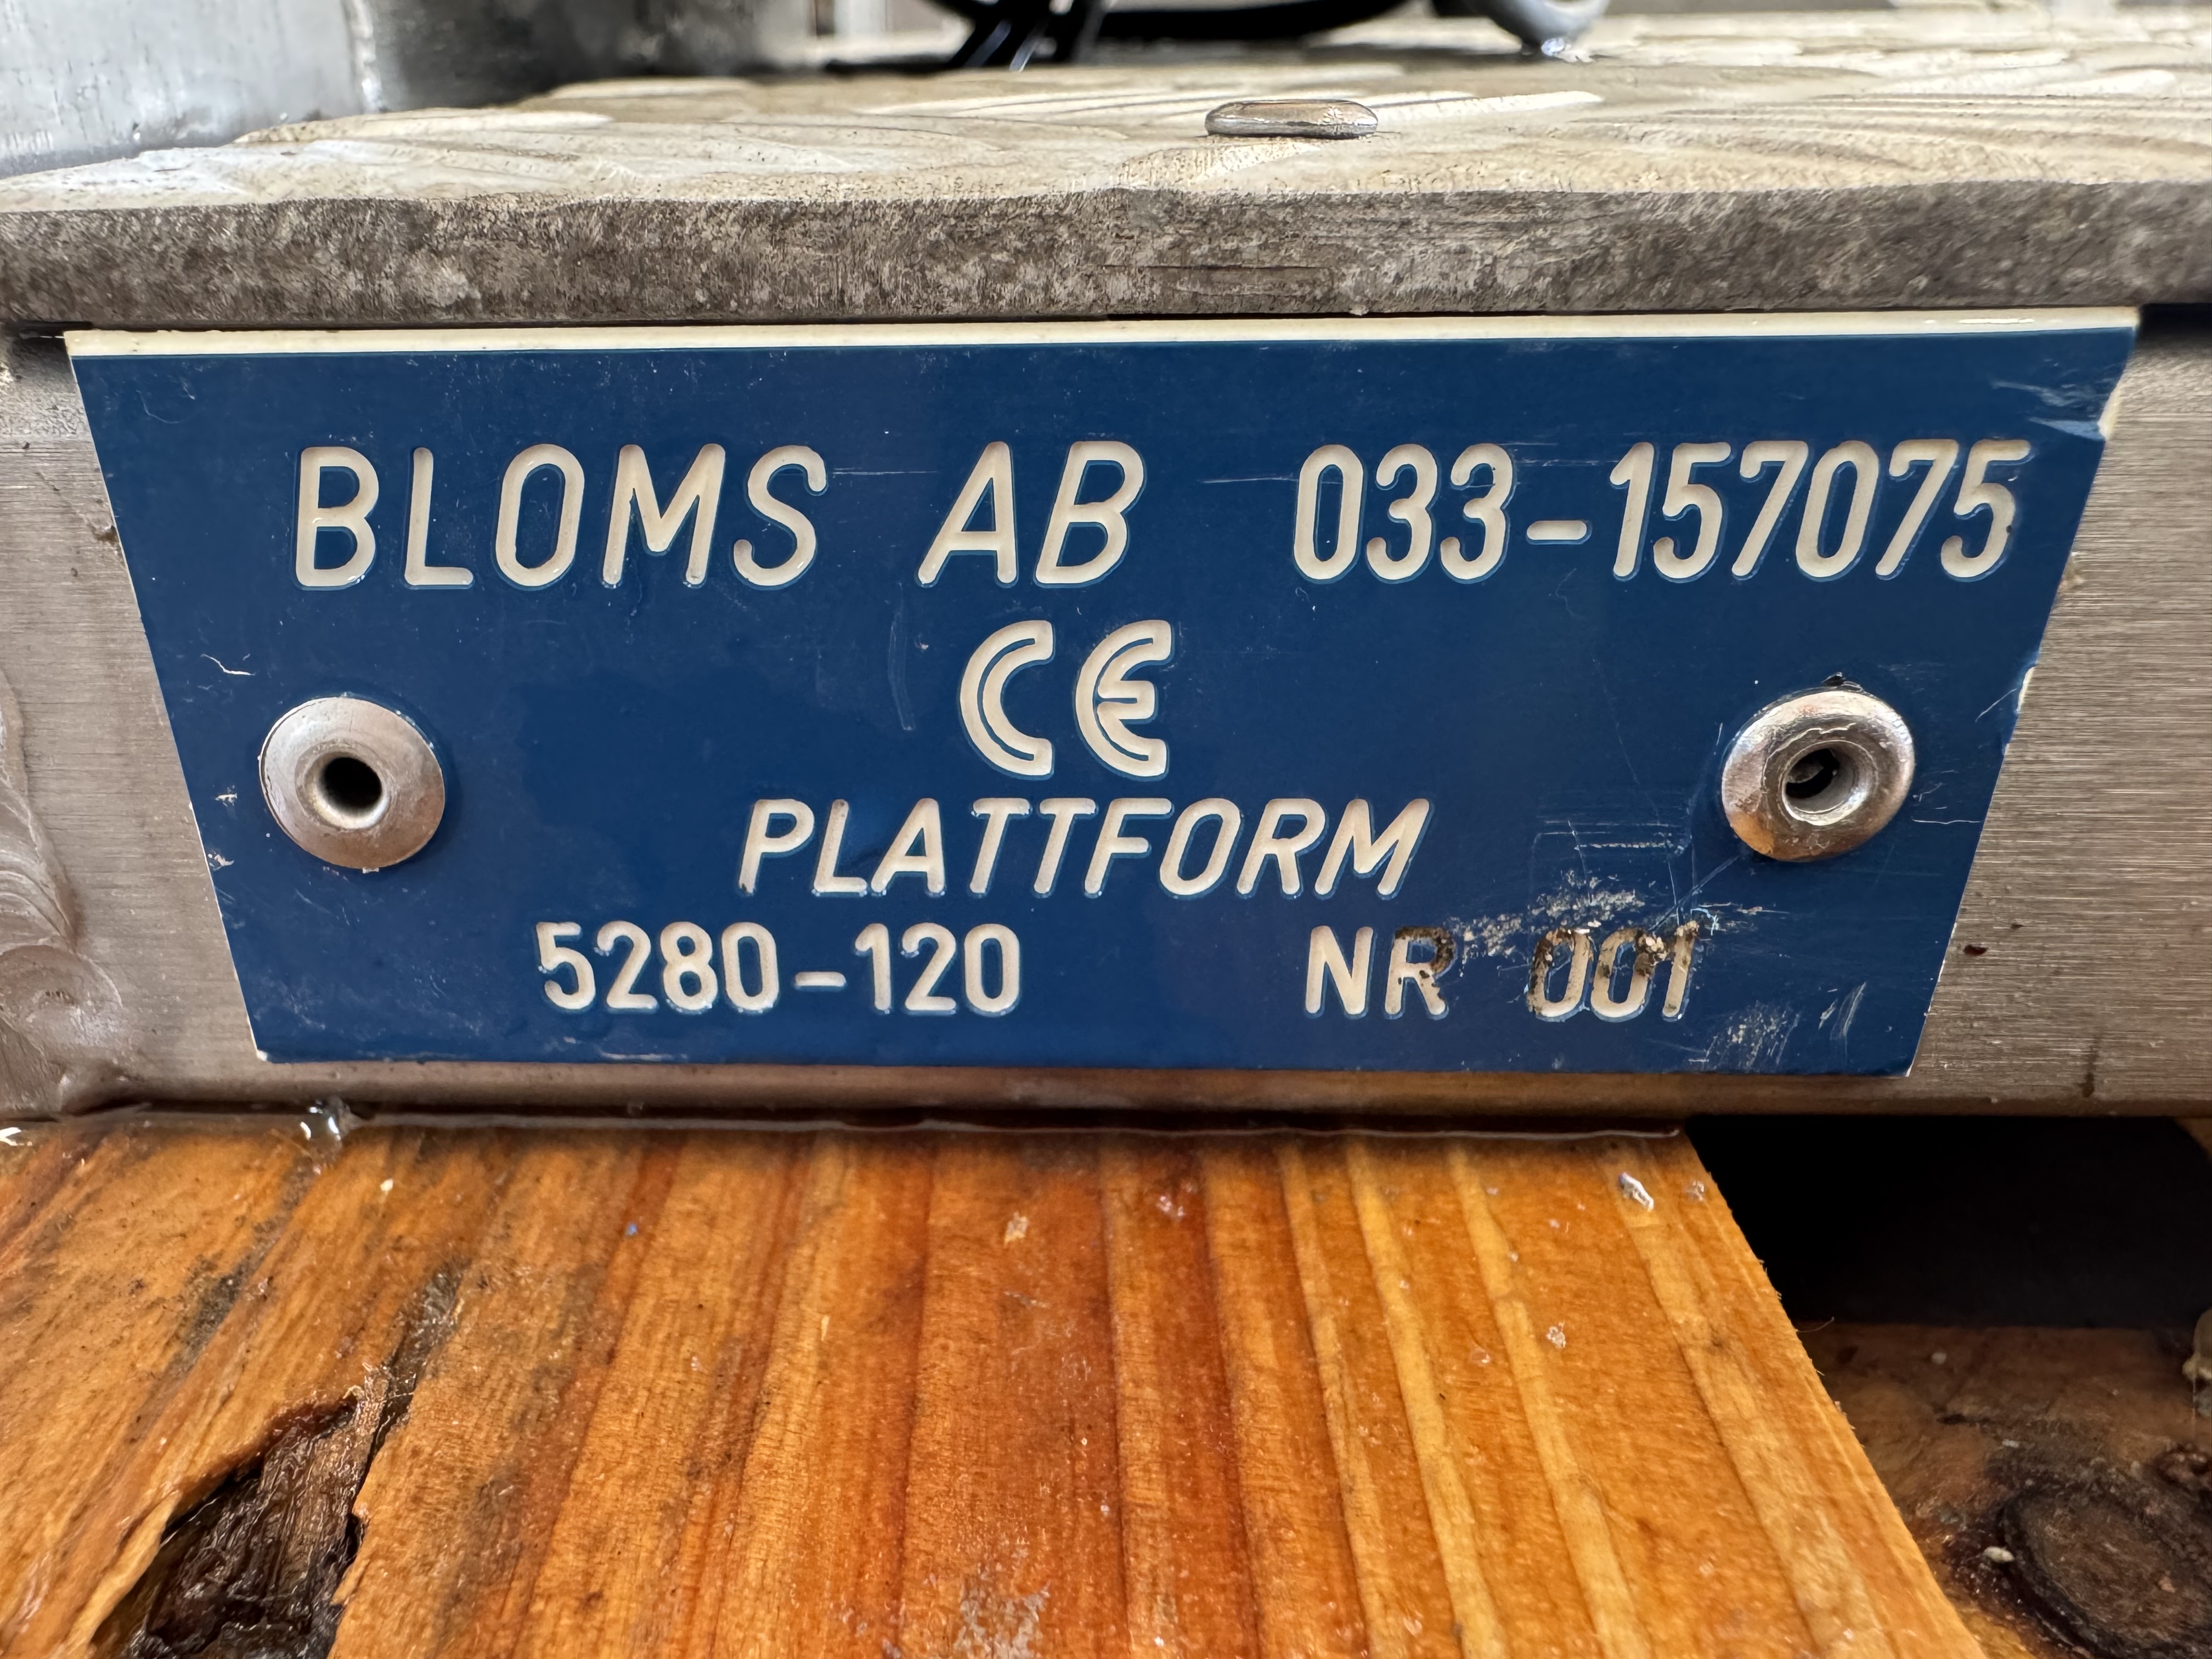 BLOMS AB 033-157075
CE
PLATTFORM
5280-120 NR 001